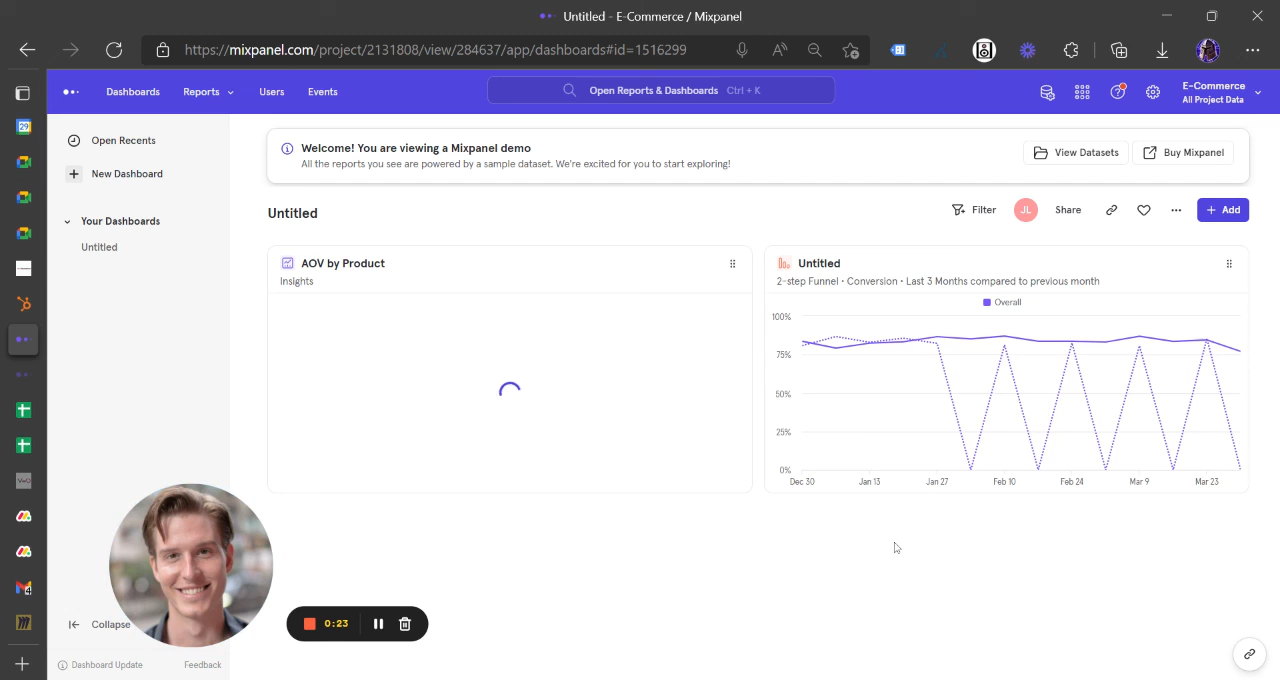 Untitled - E-Commerce / Mixpanel
https://mixpanel.com/project/2131808/view/284637/app/dashboards#id=1516299
Dashboards
Reports
Users
Events
Open Reports & Dashboards Ctrl + K
E-Commerce
All Project Data
Open Recents
New Dashboard
Your Dashboards
Untitled
Welcome! You are viewing a Mixpanel demo
All the reports you see are powered by a sample dataset. We're excited for you to start exploring!
View Datasets
Buy Mixpanel
Untitled
Filter
JL
Share
+ Add
AOV by Product
Insights
Untitled
2-step Funnel • Conversion • Last 3 Months compared to previous month
Overall
100%
75%
50%
25%
0%
Dec 30
Jan 13
Jan 27
Feb 10
Feb 24
Mar 9
Mar 23
0:23
Collapse
Dashboard Update
Feedback
29
4